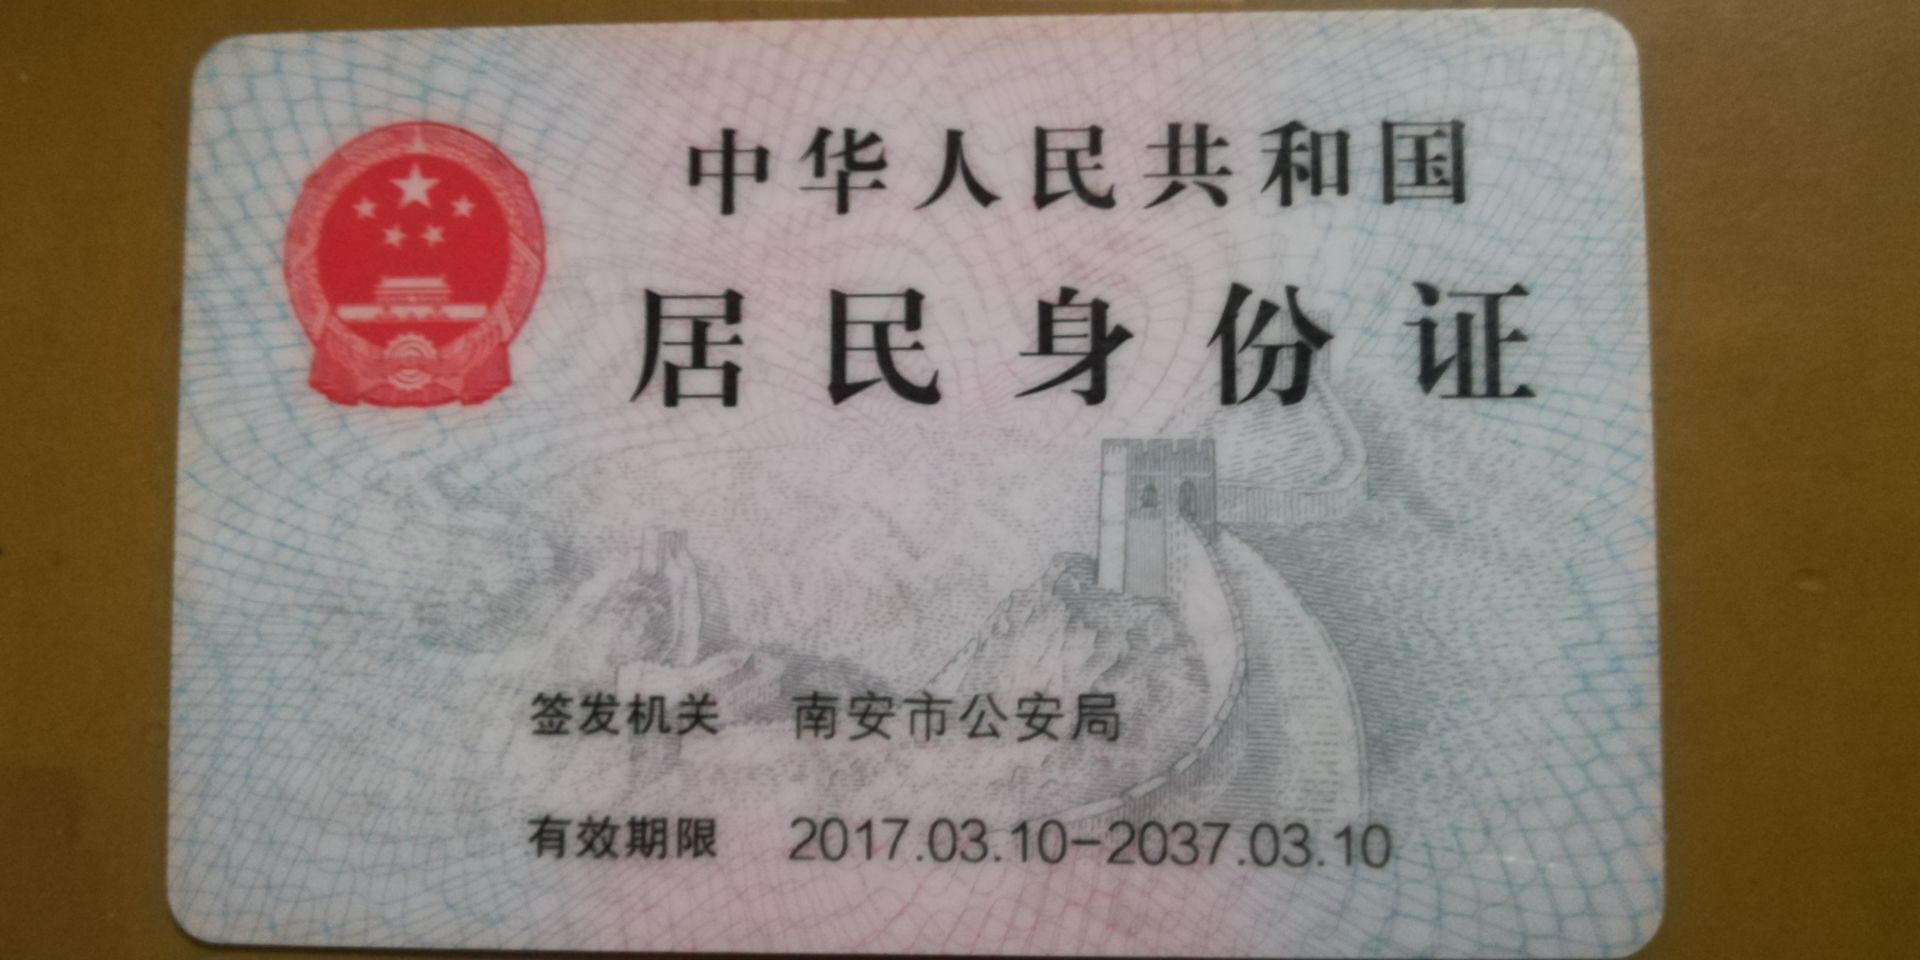 中华人民共和国
居民身份证
签发机关 南安市公安局
有效期限 2017.03.10-2037.03.10